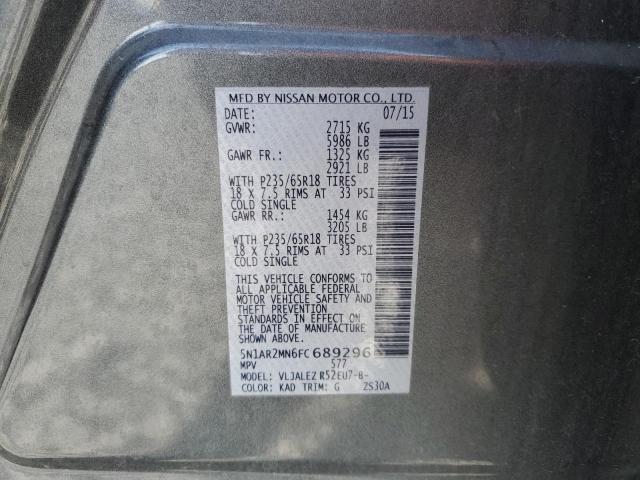 MFD BY NISSAN MOTOR CO., LTD.
DATE: 07/15
GVWR: 2715 KG
5986 LB
GAWR FR.: 1325 KG
2921 LB
WITH P235/65R18 TIRES
18 X 7.5 RIMS AT 33 PSI
COLD SINGLE
GAWR RR.: 1454 KG
3205 LB
WITH P235/65R18 TIRES
18 X 7.5 RIMS AT 33 PSI
COLD SINGLE
THIS VEHICLE CONFORMS TO
ALL APPLICABLE FEDERAL
MOTOR VEHICLE SAFETY AND
THEFT PREVENTION
STANDARDS IN EFFECT ON
THE DATE OF MANUFACTURE
SHOWN ABOVE.
5N1AR2MN6FC689296
MPV 577
MODEL: VLJALEZ R52EU7-B-
COLOR: KAD TRIM: G ZS30A